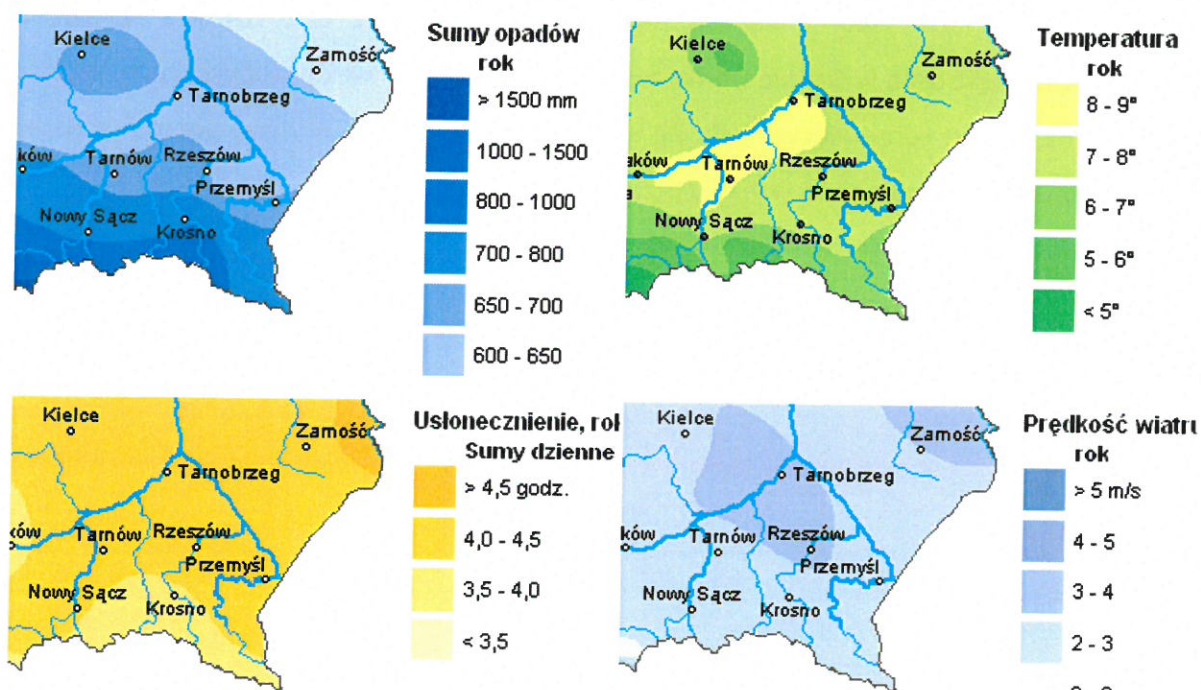 Kielce
Zamość
Tarnobrzeg
ków
Tarnów
Rzeszów
Przemyśl
Nowy Sącz
Krosno
Sumy opadów
rok
> 1500 mm
1000 - 1500
800 - 1000
700 - 800
650 - 700
600 - 650
Kielce
Zamość
Tarnobrzeg
aków
a
Tarnów
Rzeszów
Przemyśl
Nowy Sącz
Krosno
Temperatura
rok
8 - 9°
7 - 8°
6 - 7°
5 - 6°
< 5°
Kielce
Zamość
Tarnobrzeg
ków
Tarnów
Rzeszów
Przemyśl
Nowy Sącz
Krosno
Usłonecznienie, rok
Sumy dzienne
> 4,5 godz.
4,0 - 4,5
3,5 - 4,0
< 3,5
Kielce
Zamość
Tarnobrzeg
ków
Tarnów
Rzeszów
Przemyśl
Nowy Sącz
Krosno
Prędkość wiatru
rok
> 5 m/s
4 - 5
3 - 4
2 - 3